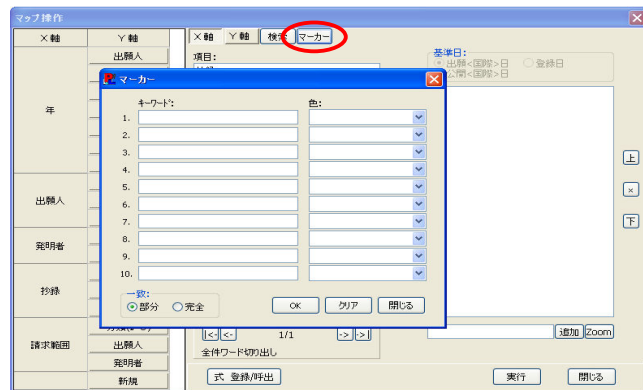 マップ操作
X 軸
Y 軸
X 軸
Y 軸
検索
マーカー
出願人
項目:
基準日:
出願<国際>日
登録日
公開<国際>日
年
出願人
発明者
抄録
請求範囲
マーカー
キーワード:
色:
1.
2.
3.
4.
5.
6.
7.
8.
9.
10.
一致:
部分
完全
OK
クリア
閉じる
上
×
下
|<-
<-
1/1
->
->|
追加
Zoom
出願人
全件ワード切り出し
発明者
新規
式 登録/呼出
実行
閉じる